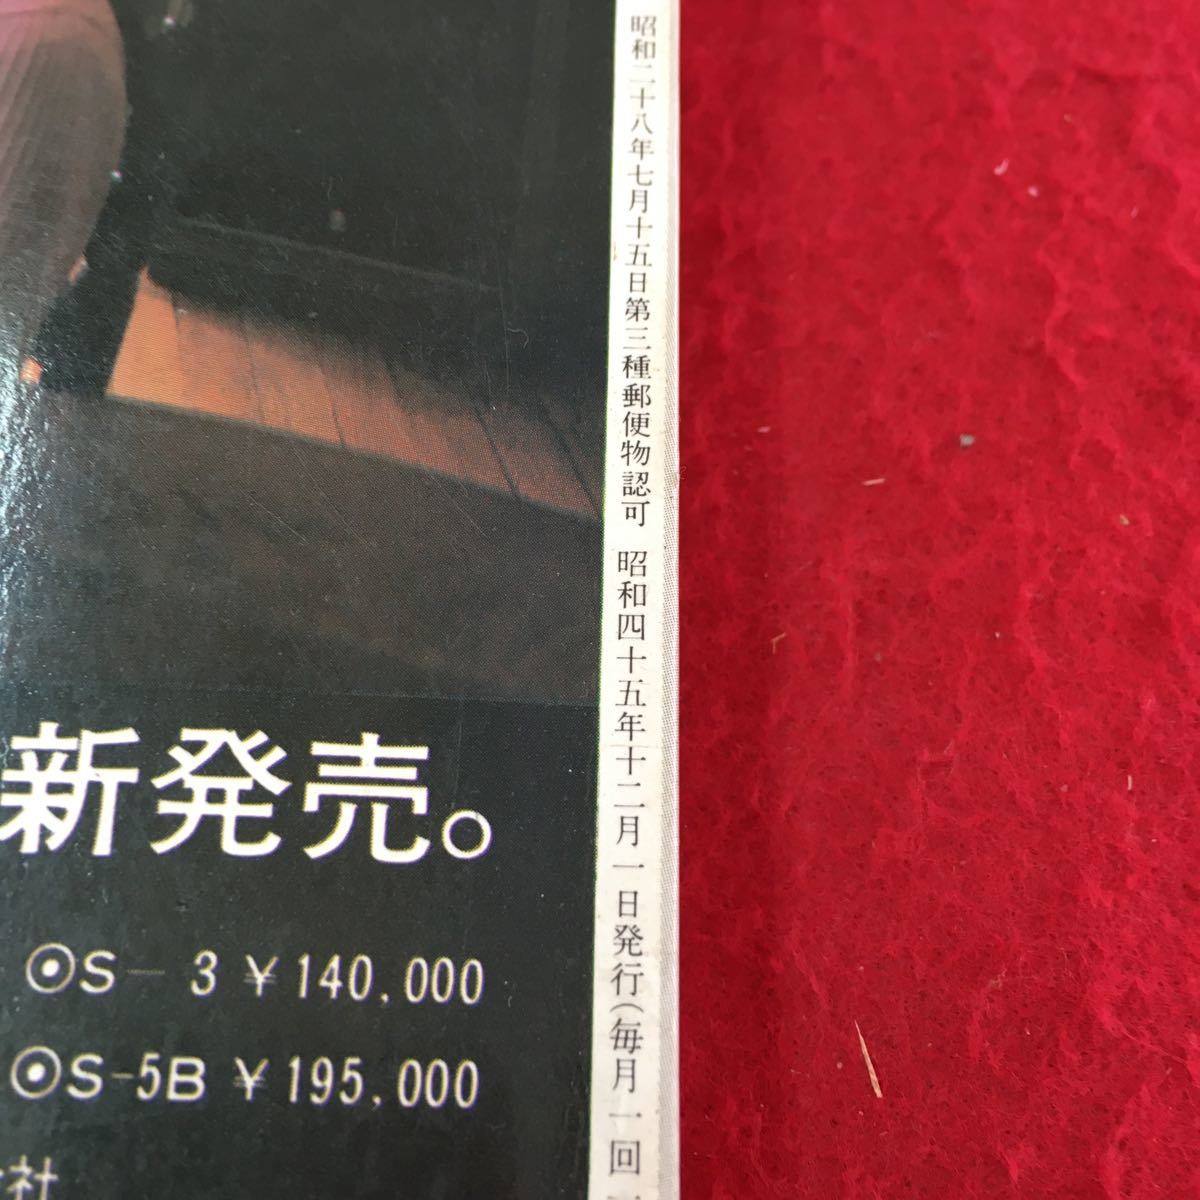 昭和二十八年七月十五日第三種郵便物認可 昭和四十五年十二月一日発行(毎月一回一
新発売。
S-3 ¥140,000
S-5B ¥195,000
社